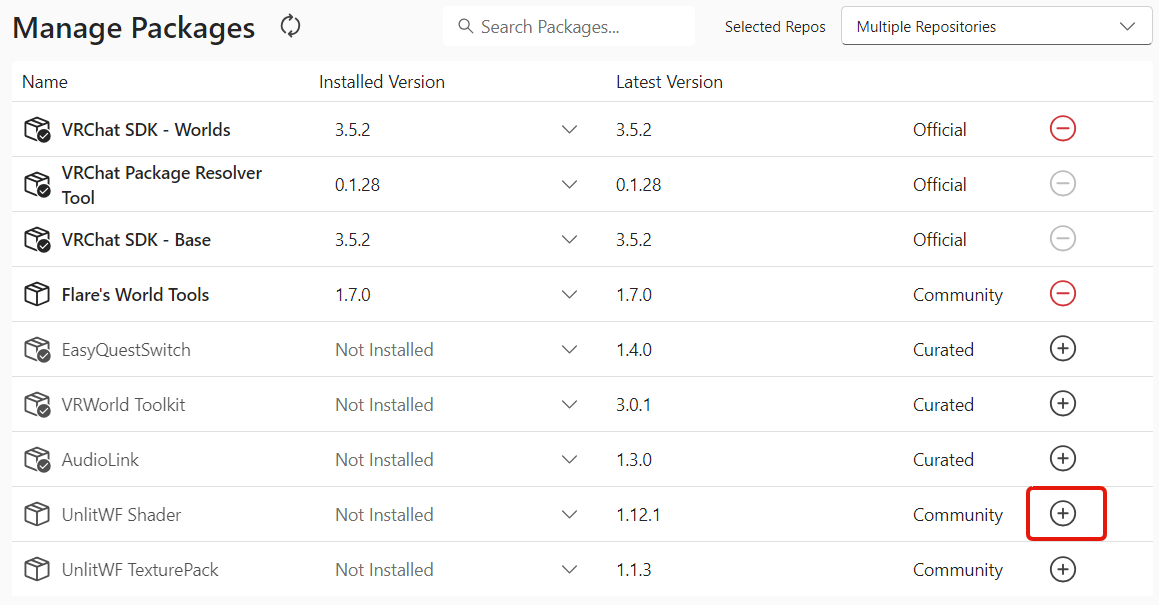 Manage Packages
Search Packages...
Selected Repos
Multiple Repositories
Name Installed Version Latest Version
VRChat SDK - Worlds 3.5.2 3.5.2 Official
VRChat Package Resolver
Tool 0.1.28 0.1.28 Official
VRChat SDK - Base 3.5.2 3.5.2 Official
Flare's World Tools 1.7.0 1.7.0 Community
EasyQuestSwitch Not Installed 1.4.0 Curated
VRWorld Toolkit Not Installed 3.0.1 Curated
AudioLink Not Installed 1.3.0 Curated
UnlitWF Shader Not Installed 1.12.1 Community
UnlitWF TexturePack Not Installed 1.1.3 Community